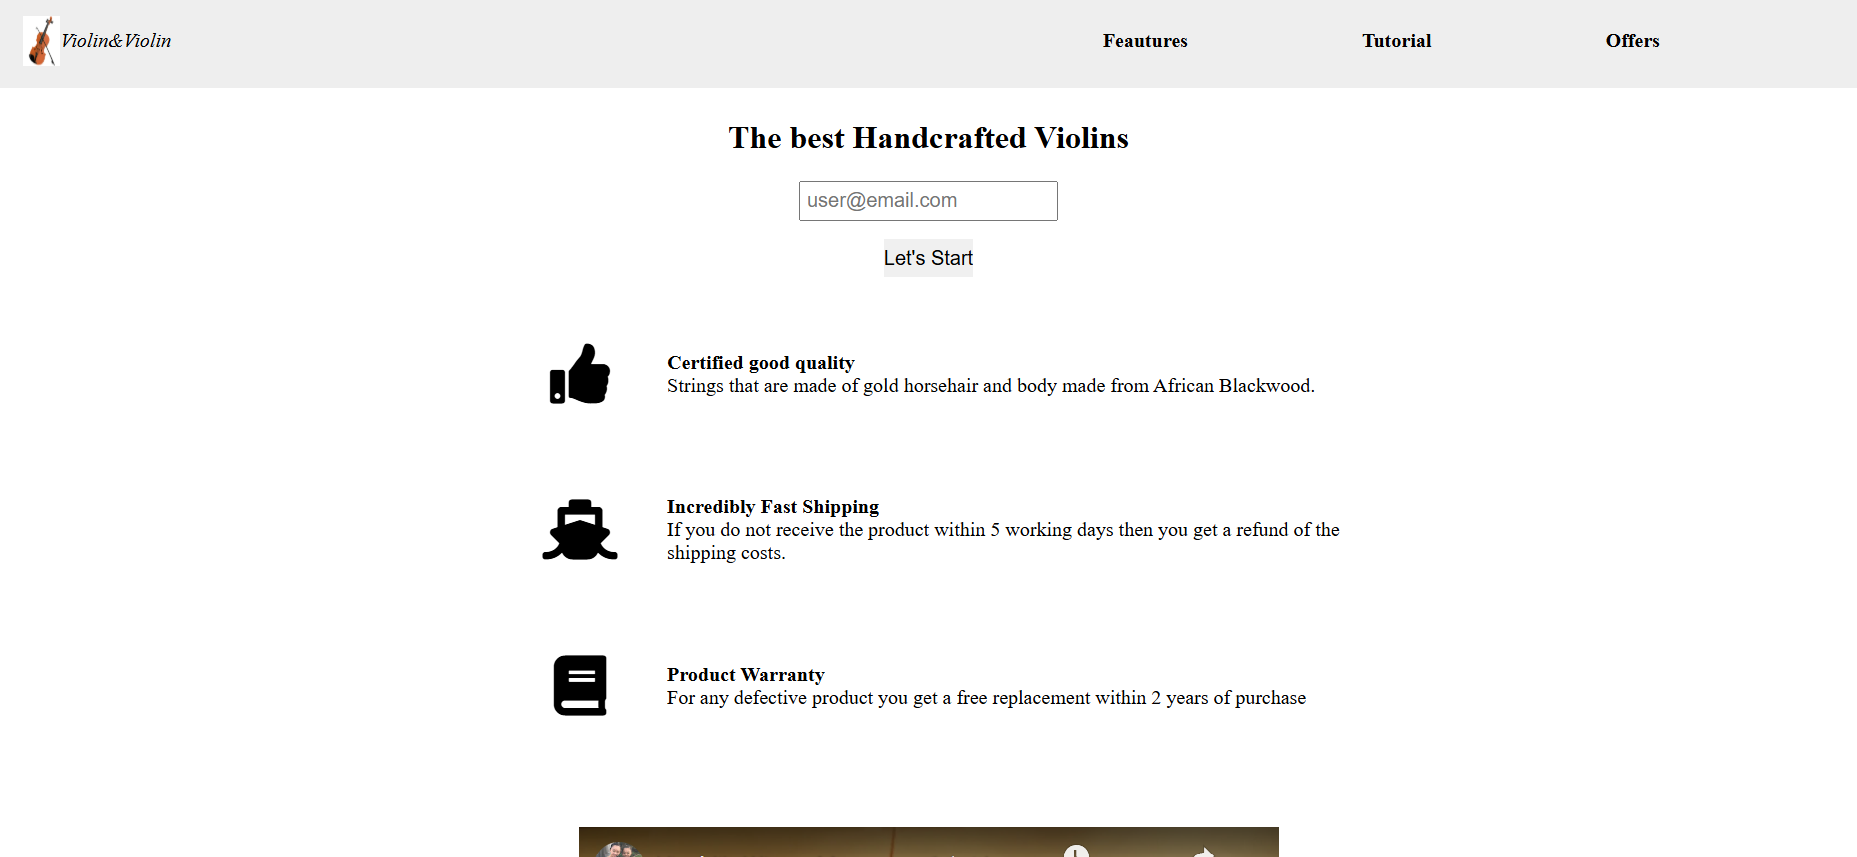 Violin&Violin
Feautures
Tutorial
Offers
The best Handcrafted Violins
user@email.com
Let's Start
Certified good quality
Strings that are made of gold horsehair and body made from African Blackwood.
Incredibly Fast Shipping
If you do not receive the product within 5 working days then you get a refund of the
shipping costs.
Product Warranty
For any defective product you get a free replacement within 2 years of purchase